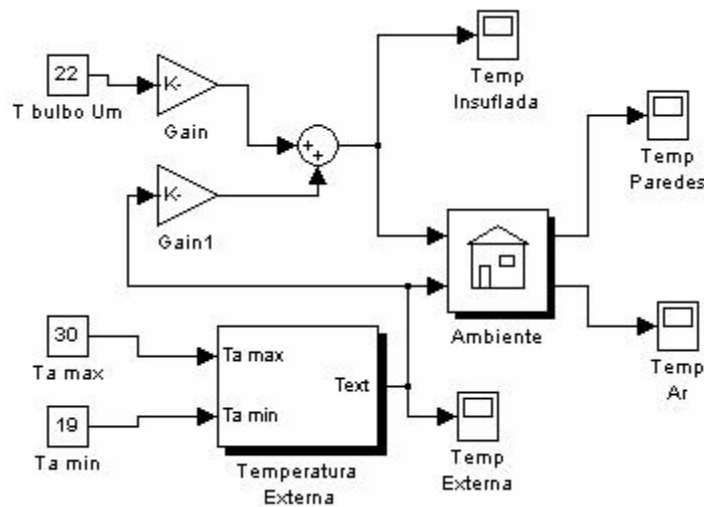 22
T bulbo Um
K-
Gain
+
+
Temp
Insuflada
Temp
Paredes
K-
Gain1
Ambiente
30
Ta max
Ta max
Text
Temp
Ar
19
Ta min
Ta min
Temperatura
Externa
Temp
Externa